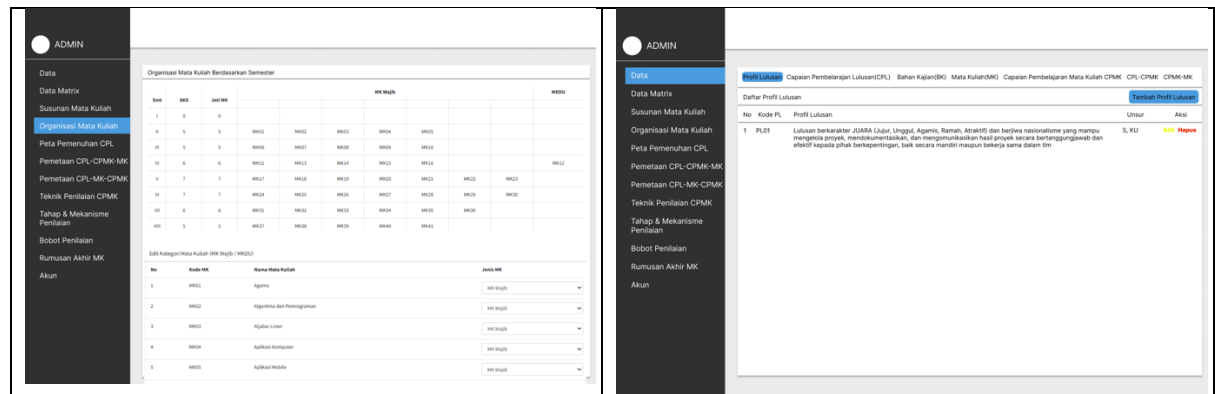 ADMIN
Data
Data Matrix
Susunan Mata Kuliah
Organisasi Mata Kuliah
Peta Pemenuhan CPL
Pemetaan CPL-CPMK-MK
Pemetaan CPL-MK-CPMK
Teknik Penilaian CPMK
Tahap & Mekanisme
Penilaian
Bobot Penilaian
Rumusan Akhir MK
Akun
Organisasi Mata Kuliah Berdasarkan Semester
Smt SKS Jml MK MK Wajib MKDU
I 0 0
II 5 5 MK01 MK02 MK03 MK04 MK05
III 5 5 MK06 MK07 MK08 MK09 MK10
IV 6 6 MK11 MK13 MK14 MK15 MK16 MK12
V 7 7 MK17 MK18 MK19 MK20 MK21 MK22 MK23
VI 7 7 MK24 MK25 MK26 MK27 MK28 MK29 MK30
VII 6 6 MK31 MK32 MK33 MK34 MK35 MK36
VIII 5 5 MK37 MK38 MK39 MK40 MK41
Edit Kategori Mata Kuliah (MK Wajib / MKDU)
No Kode MK Nama Mata Kuliah Jenis MK
1 MK01 Agama MK Wajib
2 MK02 Algoritma dan Pemrograman MK Wajib
3 MK03 Aljabar Linier MK Wajib
4 MK04 Aplikasi Komputer MK Wajib
5 MK05 Aplikasi Mobile MK Wajib
ADMIN
Data
Data Matrix
Susunan Mata Kuliah
Organisasi Mata Kuliah
Peta Pemenuhan CPL
Pemetaan CPL-CPMK-MK
Pemetaan CPL-MK-CPMK
Teknik Penilaian CPMK
Tahap & Mekanisme
Penilaian
Bobot Penilaian
Rumusan Akhir MK
Akun
Profil Lulusan Capaian Pembelarajan Lulusan(CPL) Bahan Kajian(BK) Mata Kuliah(MK) Capaian Pembelajaran Mata Kuliah CPMK CPL-CPMK CPMK-MK
Daftar Profil Lulusan Tambah Profil Lulusan
No Kode PL Profil Lulusan Unsur Aksi
1 PL01 Lulusan berkarakter JUARA (Jujur, Unggul, Agamis, Ramah, Atraktif) dan berjiwa nasionalisme yang mampu S, KU Edit Hapus
mengelola proyek, mendokumentasikan, dan mengomunikasikan hasil proyek secara bertanggungjawab dan
efektif kepada pihak berkepentingan, baik secara mandiri maupun bekerja sama dalam tim